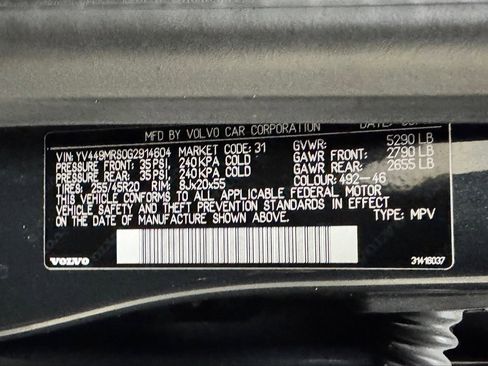 MFD. BY VOLVO CAR CORPORATION DATE:
VIN: YV449MRS0G2914604 MARKET CODE: 31 GVWR: 5290 LB
PRESSURE FRONT: 35 PSI, 240 KPA COLD GAWR FRONT: 2790 LB
PRESSURE REAR: 35 PSI, 240 KPA COLD GAWR REAR: 2655 LB
TIRES: 255/45R20 RIM: 8Jx20x55 COLOUR: 492-46
THIS VEHICLE CONFORMS TO ALL APPLICABLE FEDERAL MOTOR
VEHICLE SAFETY AND THEFT PREVENTION STANDARDS IN EFFECT
ON THE DATE OF MANUFACTURE SHOWN ABOVE. TYPE: MPV
VOLVO 31416037